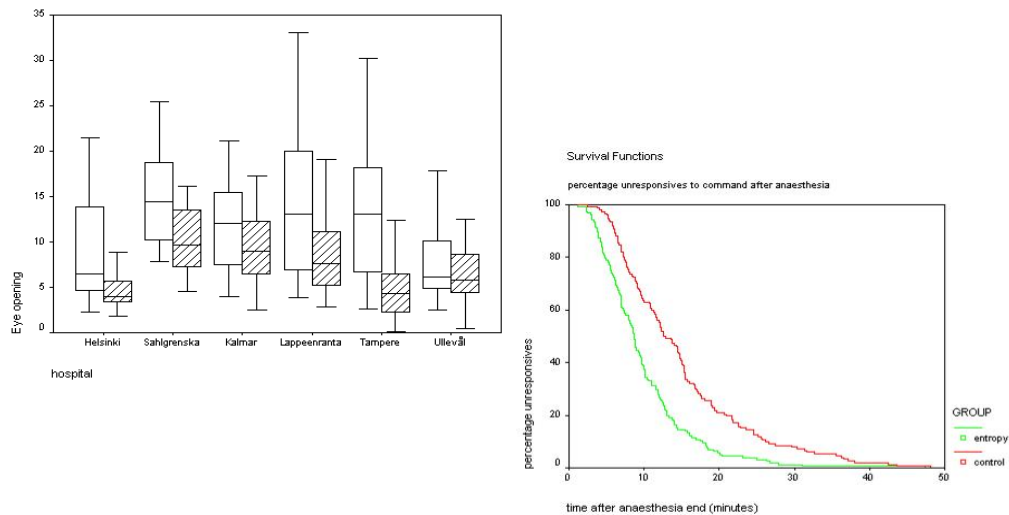 35
30
25
20
15
10
5
0
Eye opening
Helsinki Sahlgrenska Kalmar Lappeenranta Tampere Ullevål
hospital
Survival Functions
percentage unresponsives to command after anaesthesia
100
80
60
40
20
0
percentage unresponsives
0 10 20 30 40 50
time after anaesthesia end (minutes)
GROUP
entropy
control